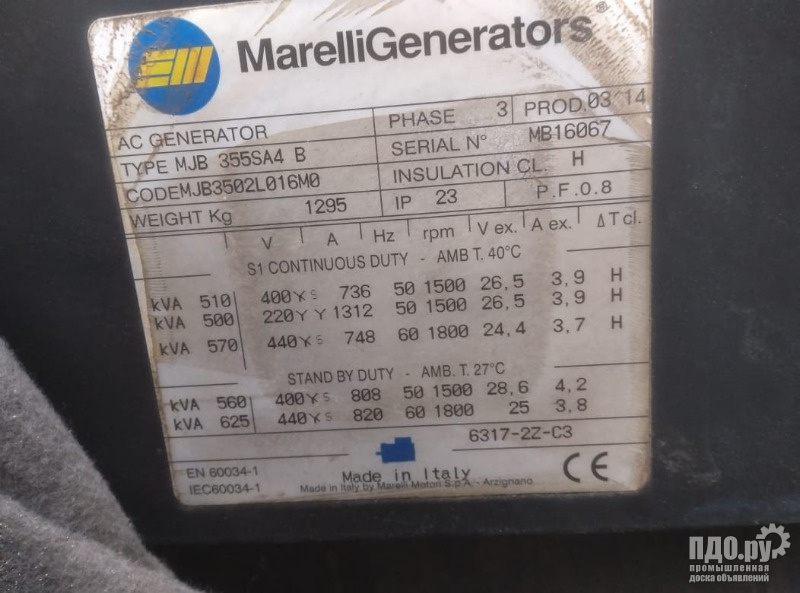 MarelliGenerators®
AC GENERATOR PHASE 3 PROD.03 14
TYPE MJB 355SA4 B SERIAL N° MB16067
CODEMJB3502L016M0 INSULATION CL. H
WEIGHT Kg 1295 IP 23 P.F.0.8
V A Hz rpm V ex. A ex. ΔT cl.
S1 CONTINUOUS DUTY - AMB T. 40°C
kVA 510 400Y s 736 50 1500 26,5 3,9 H
kVA 500 220Y Y 1312 50 1500 26,5 3,9 H
kVA 570 440Y s 748 60 1800 24,4 3,7 H
STAND BY DUTY - AMB. T. 27°C
kVA 560 400Y s 808 50 1500 28,6 4,2
kVA 625 440Y s 820 60 1800 25 3,8
6317-2Z-C3
EN 60034-1
IEC60034-1
Made in Italy
Made in Italy by Marelli Motori S.p.A. - Arzignano
CE
ПДО.ру
промышленная
доска объявлений